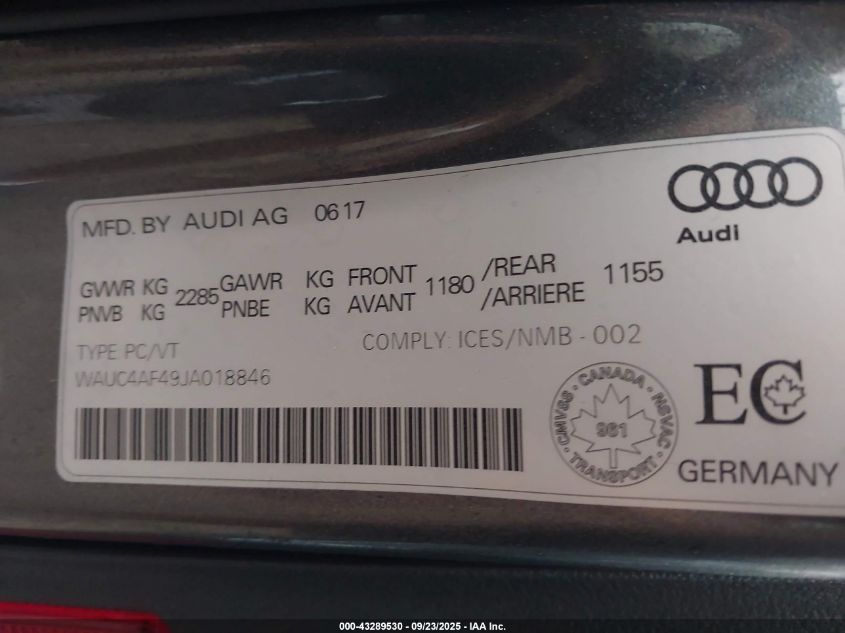 MFD. BY AUDI AG 0617
Audi
GVWR KG 2285 GAWR KG FRONT 1180 /REAR 1155
PNVB KG PNBE KG AVANT /ARRIERE
TYPE PC/VT
COMPLY: ICES/NMB - 002
WAUC4AF49JA018846
CMVSS - CANADA - NSVAC
961
TRANSPORT
EC
GERMANY
000-43289530 - 09/23/2025 - IAA Inc.